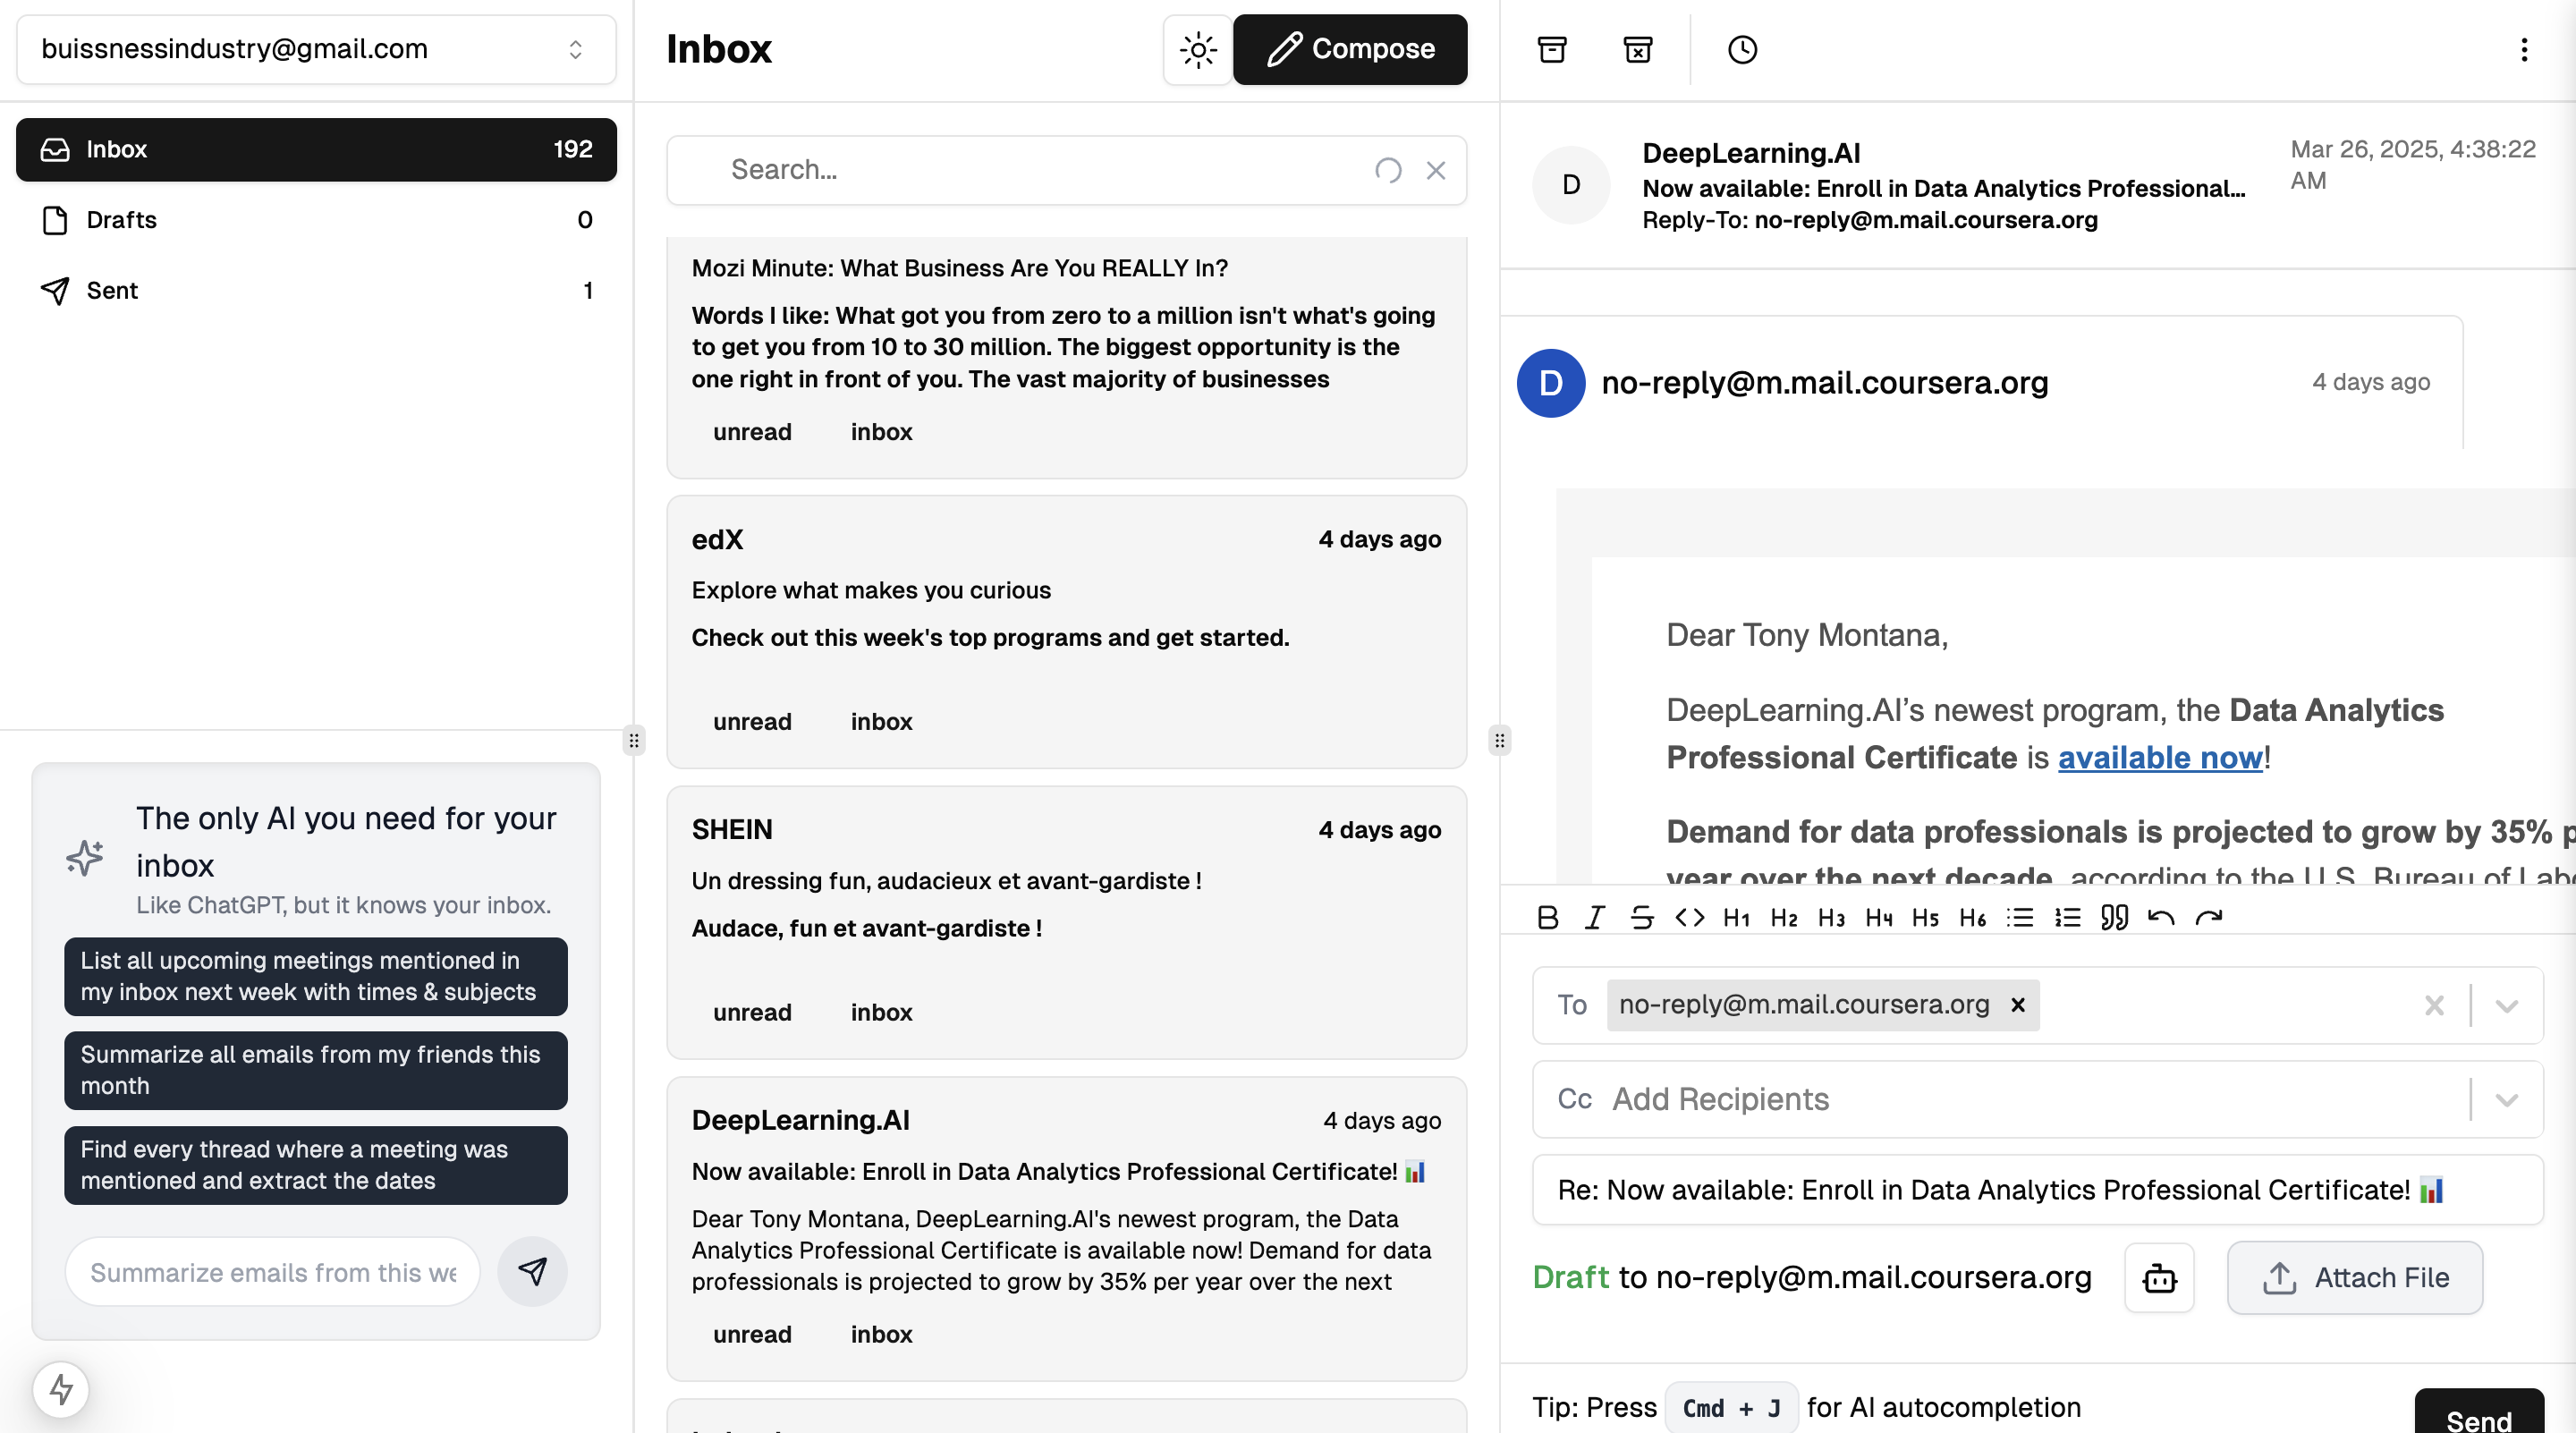 buissnessindustry@gmail.com
Inbox 192
Drafts 0
Sent 1
The only AI you need for your
inbox
Like ChatGPT, but it knows your inbox.
List all upcoming meetings mentioned in
my inbox next week with times & subjects
Summarize all emails from my friends this
month
Find every thread where a meeting was
mentioned and extract the dates
Summarize emails from this we
Inbox
Compose
Search...
Mozi Minute: What Business Are You REALLY In?
Words I like: What got you from zero to a million isn't what's going
to get you from 10 to 30 million. The biggest opportunity is the
one right in front of you. The vast majority of businesses
unread inbox
edX 4 days ago
Explore what makes you curious
Check out this week's top programs and get started.
unread inbox
SHEIN 4 days ago
Un dressing fun, audacieux et avant-gardiste !
Audace, fun et avant-gardiste !
unread inbox
DeepLearning.AI 4 days ago
Now available: Enroll in Data Analytics Professional Certificate! 📊
Dear Tony Montana, DeepLearning.AI's newest program, the Data
Analytics Professional Certificate is available now! Demand for data
professionals is projected to grow by 35% per year over the next
unread inbox
D
DeepLearning.AI
Now available: Enroll in Data Analytics Professional...
Reply-To: no-reply@m.mail.coursera.org
Mar 26, 2025, 4:38:22
AM
D no-reply@m.mail.coursera.org 4 days ago
Dear Tony Montana,
DeepLearning.AI’s newest program, the Data Analytics
Professional Certificate is available now!
Demand for data professionals is projected to grow by 35% p
year over the next decade, according to the U.S. Bureau of Lab
B I S <> H1 H2 H3 H4 H5 H6
To no-reply@m.mail.coursera.org
Cc Add Recipients
Re: Now available: Enroll in Data Analytics Professional Certificate! 📊
Draft to no-reply@m.mail.coursera.org
Attach File
Tip: Press Cmd + J for AI autocompletion
Send